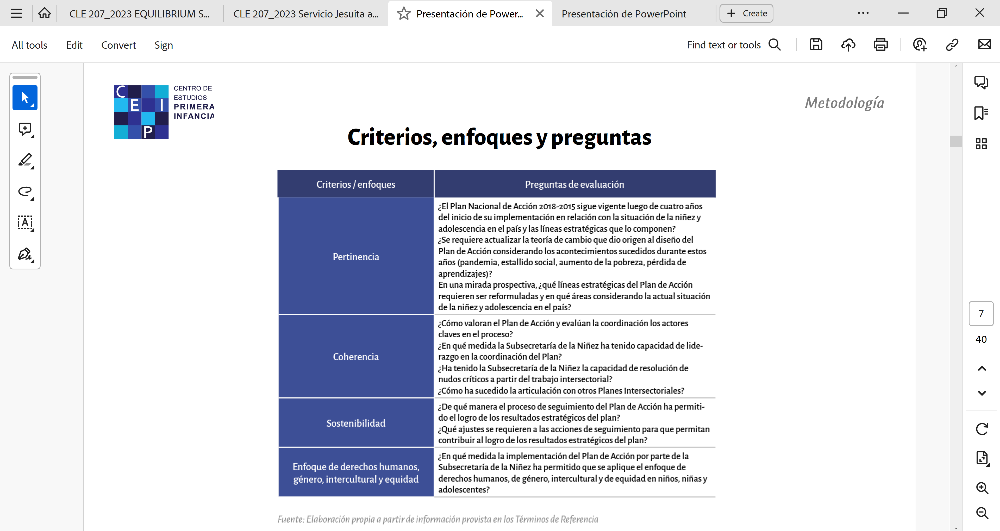 CLE 207_2023 EQUILIBRIUM S...
CLE 207_2023 Servicio Jesuita a...
Presentación de Power...
Presentación de PowerPoint
Create
All tools
Edit
Convert
Sign
Find text or tools
C
E I
P
CENTRO DE
ESTUDIOS
PRIMERA
INFANCIA
Metodología
Criterios, enfoques y preguntas
Criterios / enfoques
Preguntas de evaluación
Pertinencia
¿El Plan Nacional de Acción 2018-2015 sigue vigente luego de cuatro años
del inicio de su implementación en relación con la situación de la niñez y
adolescencia en el país y las líneas estratégicas que lo componen?
¿Se requiere actualizar la teoría de cambio que dio origen al diseño del
Plan de Acción considerando los acontecimientos sucedidos durante estos
años (pandemia, estallido social, aumento de la pobreza, pérdida de
aprendizajes)?
En una mirada prospectiva, ¿qué líneas estratégicas del Plan de Acción
requieren ser reformuladas y en qué áreas considerando la actual situación
de la niñez y adolescencia en el país?
Coherencia
¿Cómo valoran el Plan de Acción y evalúan la coordinación los actores
claves en el proceso?
¿En qué medida la Subsecretaría de la Niñez ha tenido capacidad de lide-
razgo en la coordinación del Plan?
¿Ha tenido la Subsecretaría de la Niñez la capacidad de resolución de
nudos críticos a partir del trabajo intersectorial?
¿Cómo ha sucedido la articulación con otros Planes Intersectoriales?
Sostenibilidad
¿De qué manera el proceso de seguimiento del Plan de Acción ha permiti-
do el logro de los resultados estratégicos del plan?
¿Qué ajustes se requieren a las acciones de seguimiento para que permitan
contribuir al logro de los resultados estratégicos del plan?
Enfoque de derechos humanos,
género, intercultural y equidad
¿En qué medida la implementación del Plan de Acción por parte de la
Subsecretaría de la Niñez ha permitido que se aplique el enfoque de
derechos humanos, de género, intercultural y de equidad en niños, niñas y
adolescentes?
Fuente: Elaboración propia a partir de información provista en los Términos de Referencia
7
40